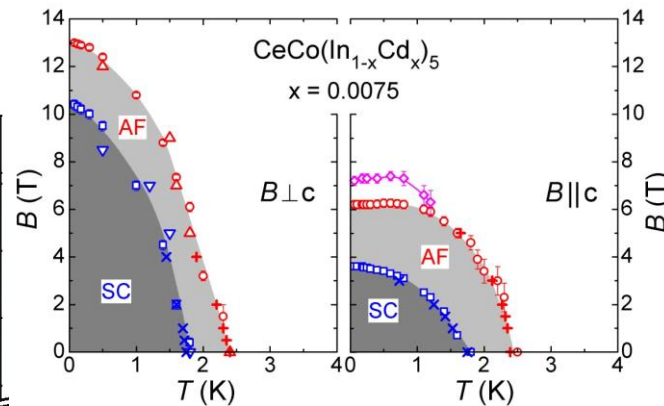 CeCo(In₁₋ₓCdₓ)₅
x = 0.0075
14
12
10
8
6
4
2
0
B (T)
AF
SC
B⊥c
0 1 2 3 4
T (K)
B||c
AF
SC
0 1 2 3 4
T (K)
14
12
10
8
6
4
2
0
B (T)